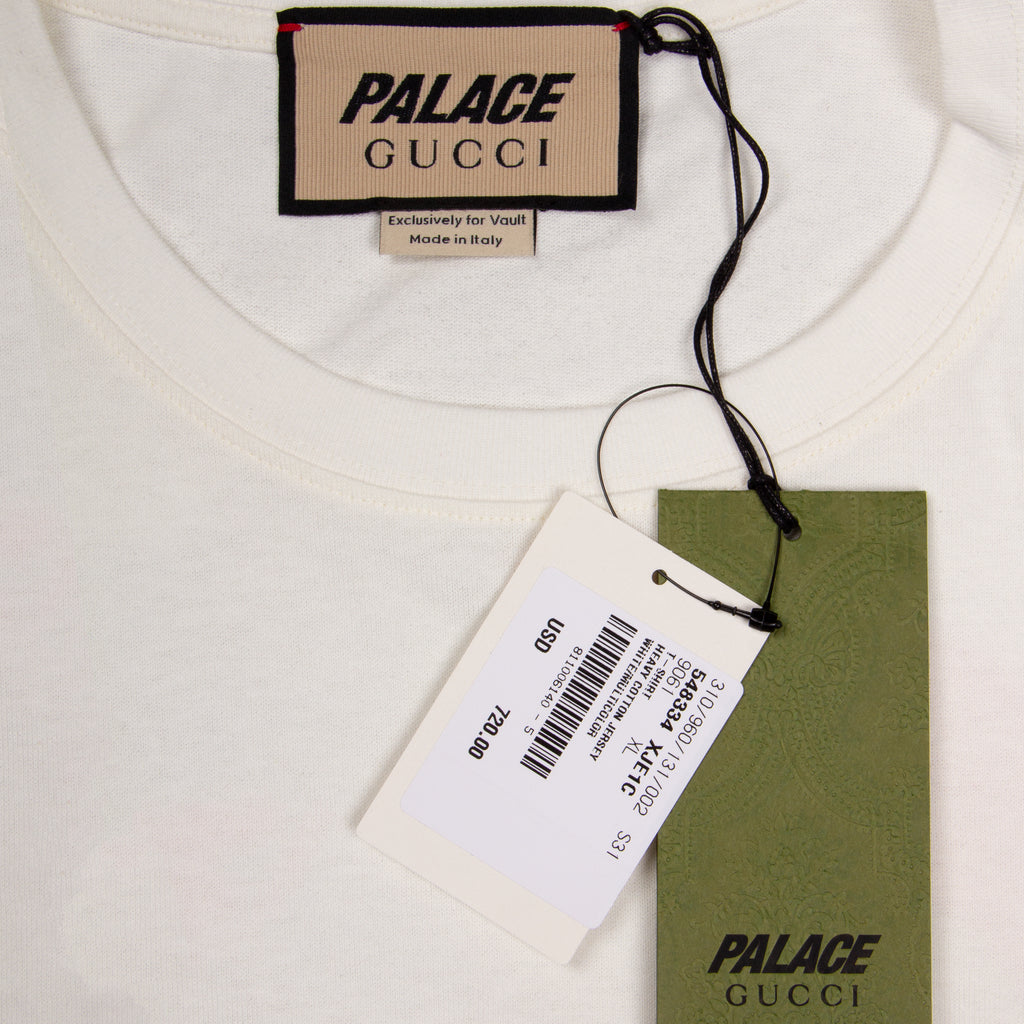 PALACE
GUCCI
Exclusively for Vault
Made in Italy
310/960/131/002 S31
548334 XJE1C
9061 XL
T-SHIRT
HEAVY COTTON JERSEY
WHITE/MULTICOLOR
811006140 - 5
USD 720.00
PALACE
GUCCI